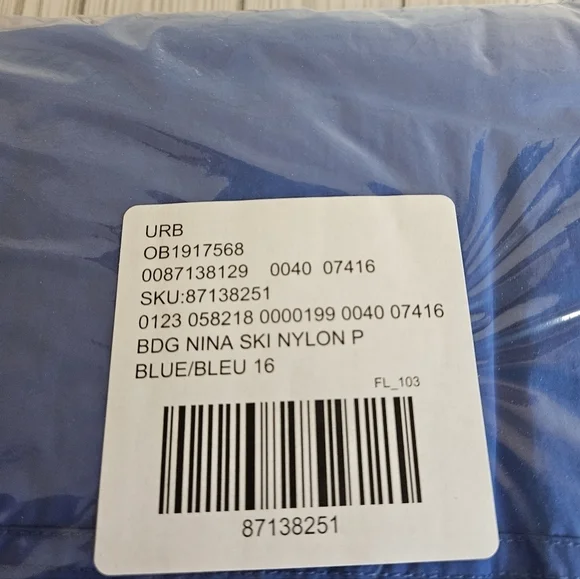 URB
OB1917568
0087138129 0040 07416
SKU:87138251
0123 058218 0000199 0040 07416
BDG NINA SKI NYLON P
BLUE/BLEU 16
FL_103
87138251